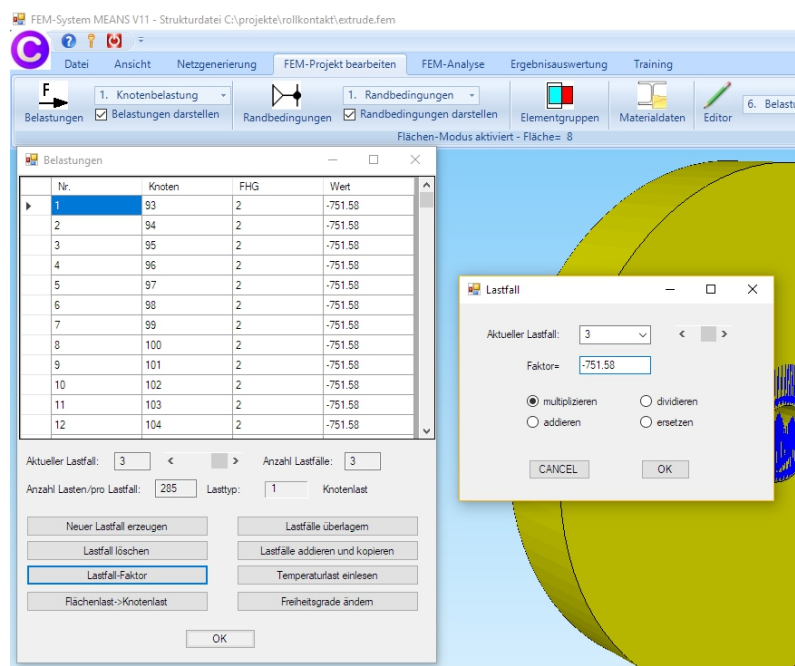 FEM-System MEANS V11 - Strukturdatei C:\projekte\rollkontakt\extrude.fem
C
Datei Ansicht Netzgenerierung FEM-Projekt bearbeiten FEM-Analyse Ergebnisauswertung Training
F 1. Knotenbelastung 1. Randbedingungen 6. Belastu
Belastungen Belastungen darstellen Randbedingungen Randbedingungen darstellen Elementgruppen Materialdaten Editor
Flächen-Modus aktiviert - Fläche= 8
Belastungen
Nr. Knoten FHG Wert
1 93 2 -751.58
2 94 2 -751.58
3 95 2 -751.58
4 96 2 -751.58
5 97 2 -751.58
6 98 2 -751.58
7 99 2 -751.58
8 100 2 -751.58
9 101 2 -751.58
10 102 2 -751.58
11 103 2 -751.58
12 104 2 -751.58
Aktueller Lastfall: 3 Anzahl Lastfälle: 3
Anzahl Lasten/pro Lastfall: 285 Lasttyp: 1 Knotenlast
Neuer Lastfall erzeugen Lastfälle überlagern
Lastfall löschen Lastfälle addieren und kopieren
Lastfall-Faktor Temperaturlast einlesen
Flächenlast->Knotenlast Freiheitsgrade ändern
OK
Lastfall
Aktueller Lastfall: 3
Faktor= -751.58
multiplizieren dividieren
addieren ersetzen
CANCEL OK